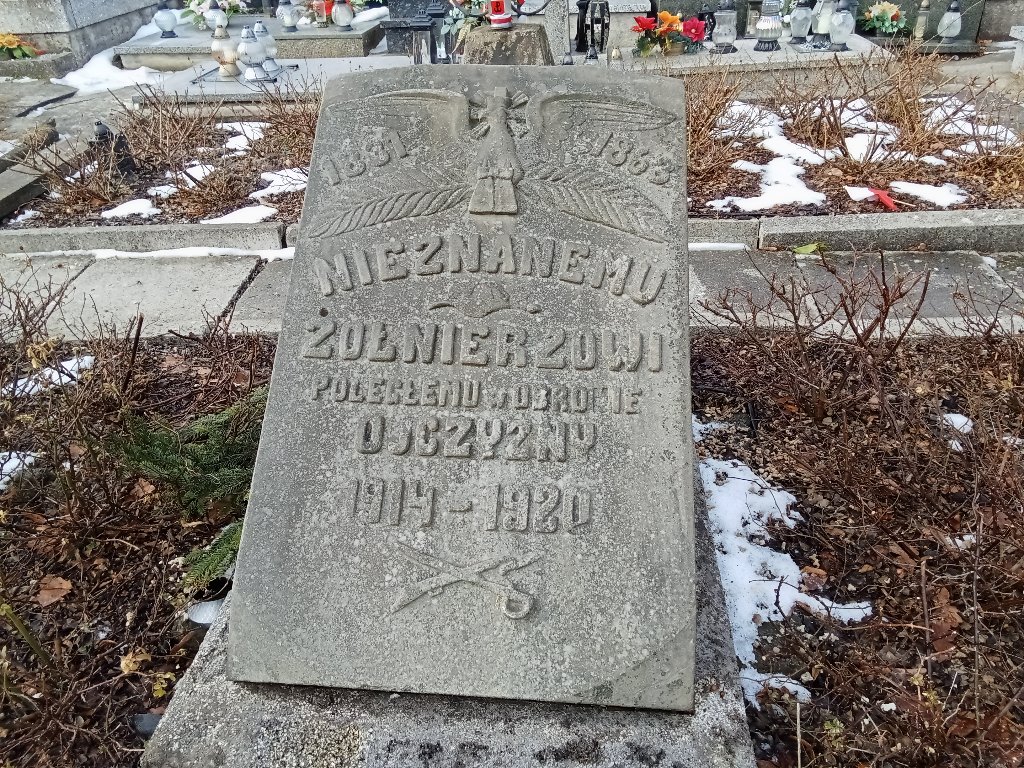 1831 1863
NIEZNANEMU
ŻOŁNIERZOWI
POLEGŁEMU W OBRONIE
OJCZYZNY
1914 - 1920